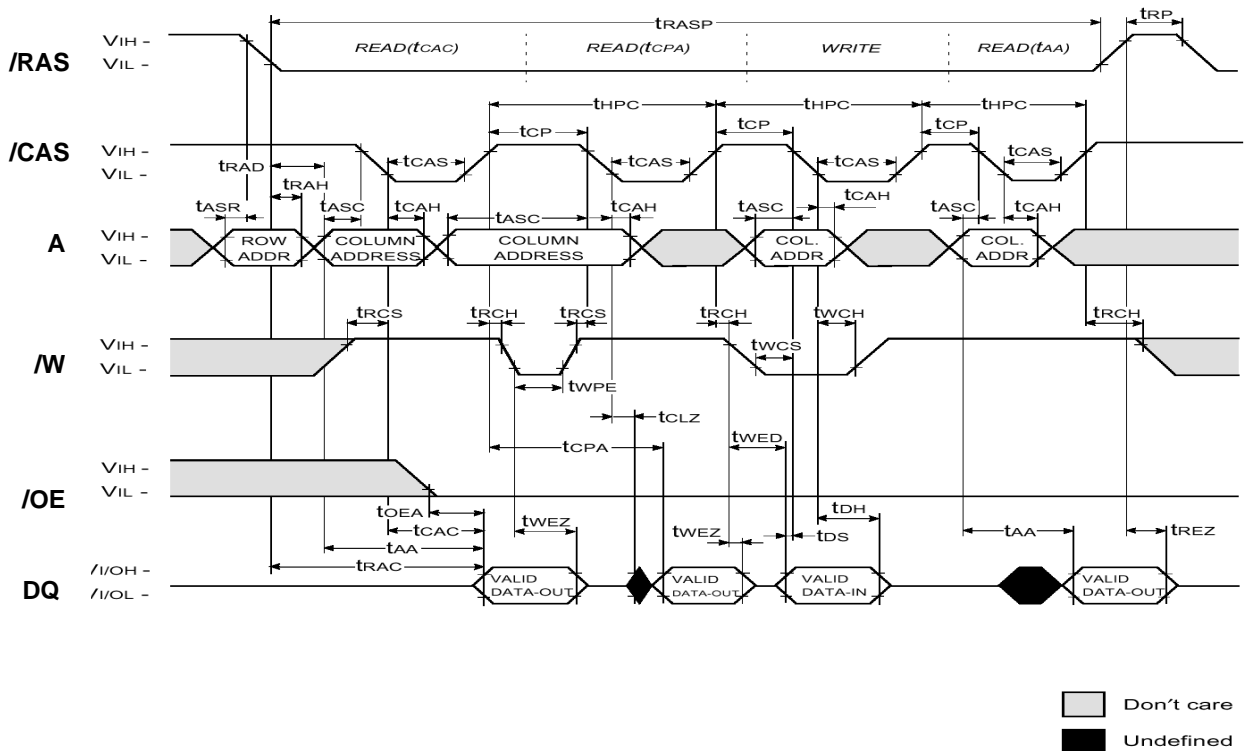 tRASP
tRP
/RAS
VIH -
VIL -
READ(tCAC)
READ(tCPA)
WRITE
READ(tAA)
tHPC
tHPC
tHPC
tCP
tCP
tCP
/CAS
VIH -
VIL -
tRAD
tCAS
tCAS
tCAS
tCAS
tRAH
tASR
tASC
tCAH
tASC
tCAH
tASC
tCAH
tASC
tCAH
A
VIH -
VIL -
ROW
ADDR
COLUMN
ADDRESS
COLUMN
ADDRESS
COL.
ADDR
COL.
ADDR
tRCS
tRCH
tRCS
tRCH
tWCH
tRCH
/W
VIH -
VIL -
tWCS
tWPE
tCLZ
tCPA
tWED
/OE
VIH -
VIL -
tOEA
tCAC
tWEZ
tWEZ
tDH
tDS
tAA
tREZ
tAA
tRAC
DQ
VI/OH -
VI/OL -
VALID
DATA-OUT
VALID
DATA-OUT
VALID
DATA-IN
VALID
DATA-OUT
Don't care
Undefined